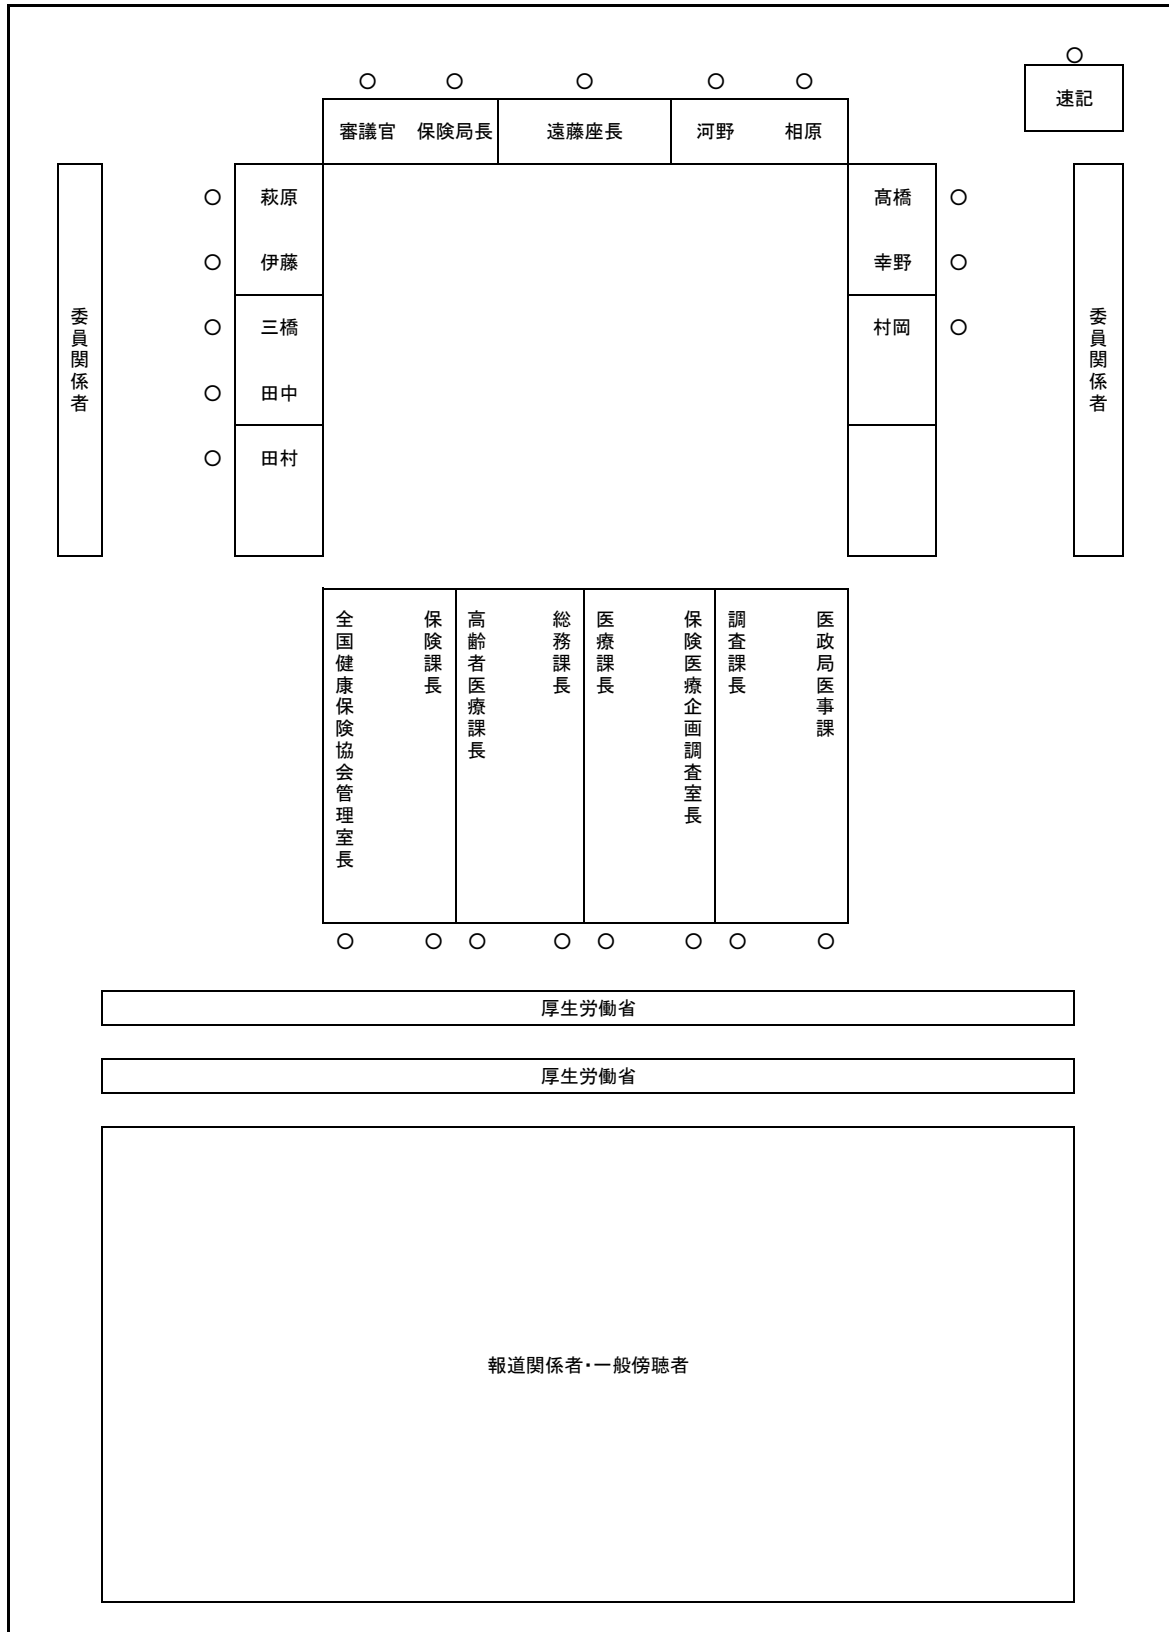 速記
審議官 保険局長 遠藤座長 河野 相原
萩原
伊藤
三橋
田中
田村
髙橋
幸野
村岡
委員関係者
委員関係者
全国健康保険協会管理室長
保険課長
高齢者医療課長
総務課長
医療課長
保険医療企画調査室長
調査課長
医政局医事課
厚生労働省
厚生労働省
報道関係者・一般傍聴者